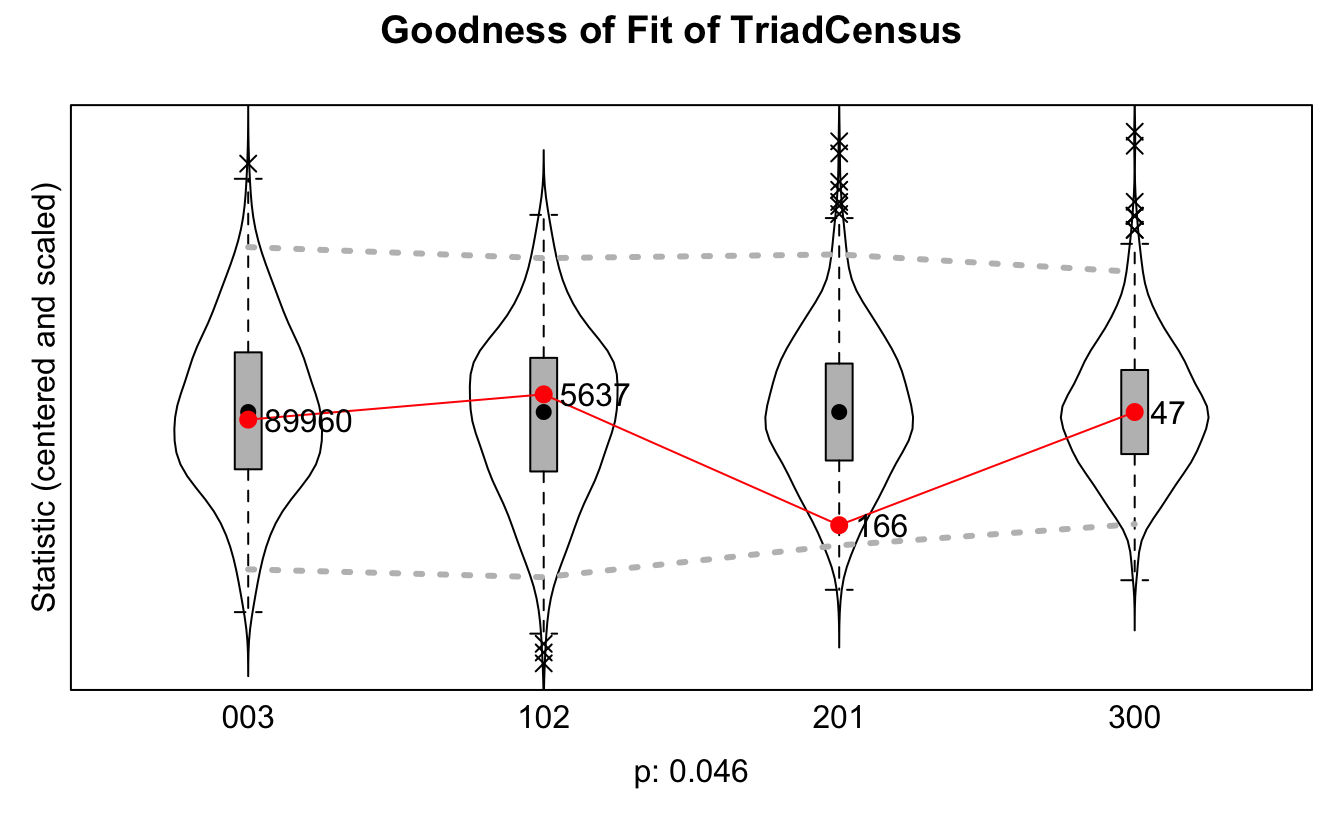 Goodness of Fit of TriadCensus
Statistic (centered and scaled)
89960
5637
166
47
003 102 201 300
p: 0.046